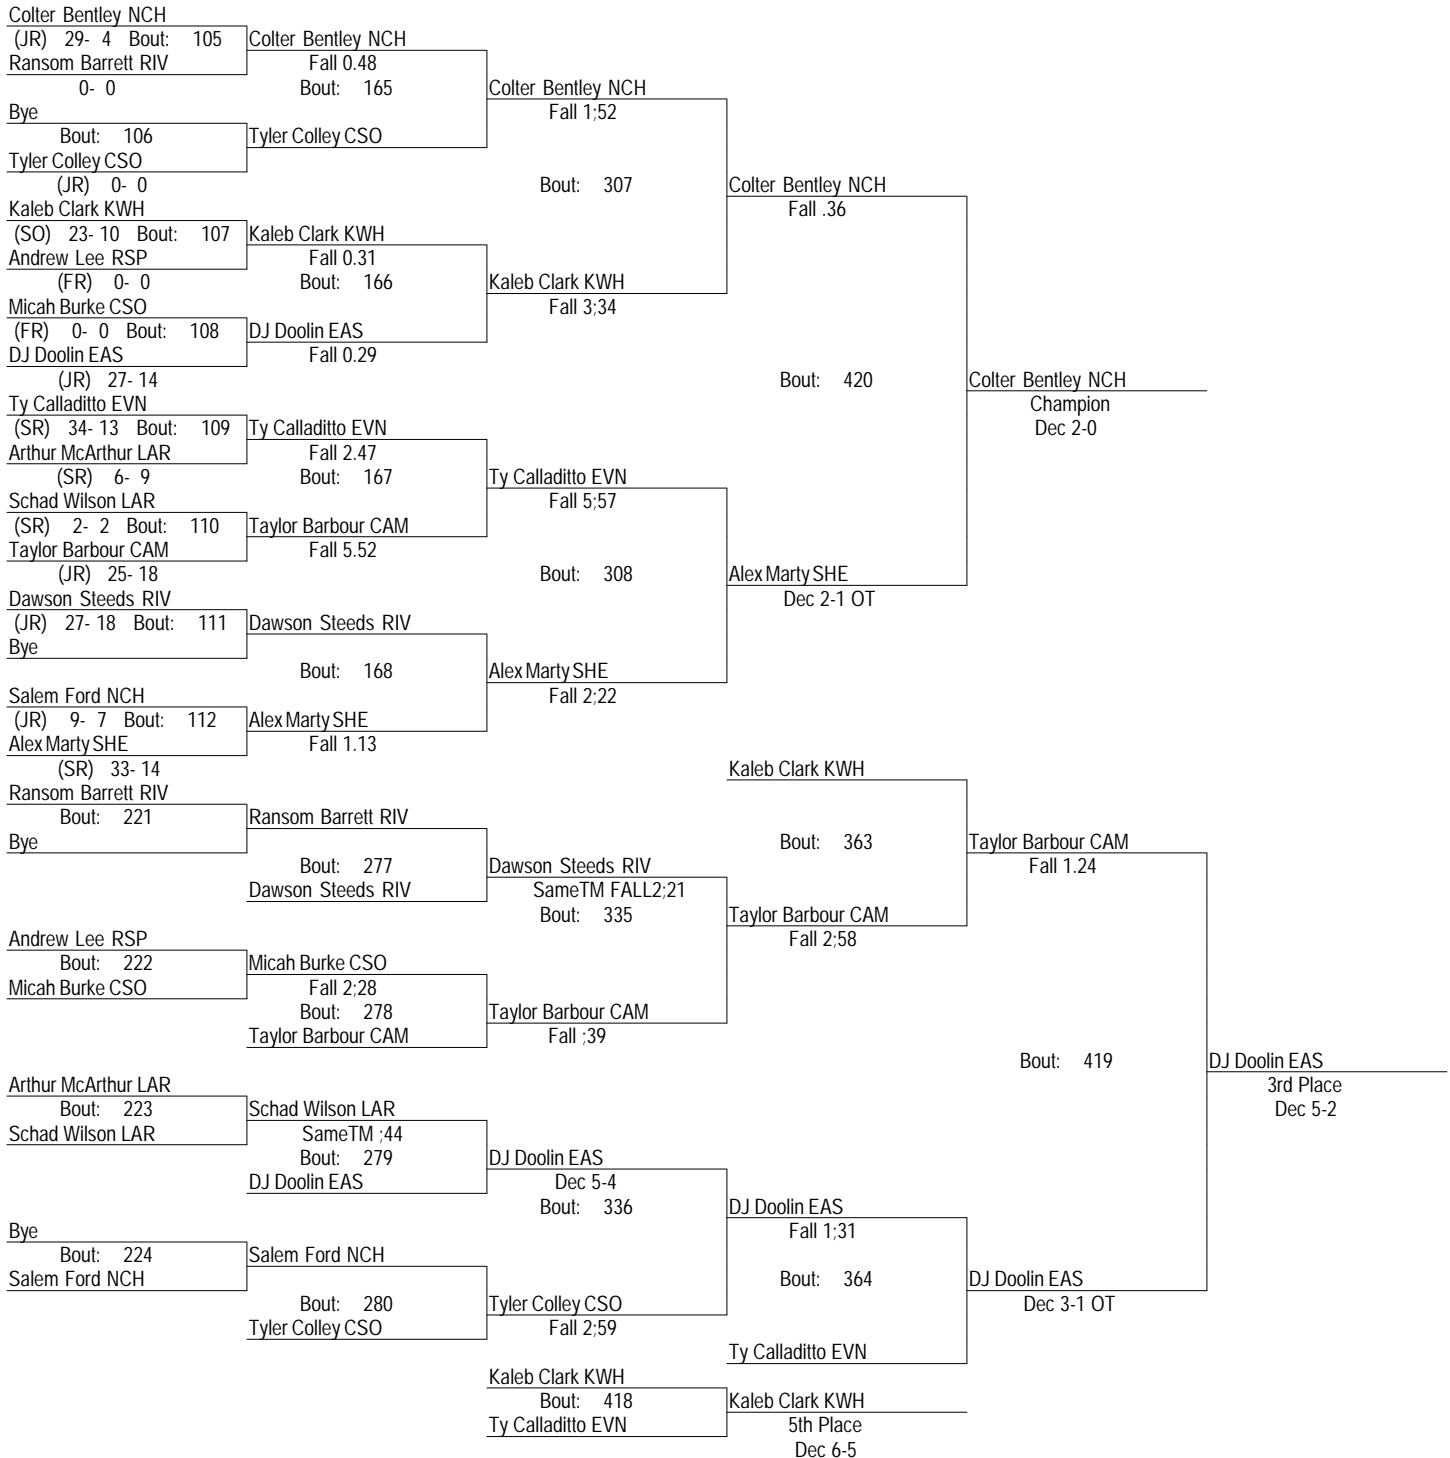 Colter Bentley NCH
(JR) 29- 4 Bout: 105 Colter Bentley NCH
Ransom Barrett RIV Fall 0.48
0- 0 Bout: 165 Colter Bentley NCH
Bye Fall 1;52
Bout: 106 Tyler Colley CSO
Tyler Colley CSO
(JR) 0- 0 Bout: 307 Colter Bentley NCH
Kaleb Clark KWH Fall .36
(SO) 23- 10 Bout: 107 Kaleb Clark KWH
Andrew Lee RSP Fall 0.31
(FR) 0- 0 Bout: 166 Kaleb Clark KWH
Micah Burke CSO Fall 3;34
(FR) 0- 0 Bout: 108 DJ Doolin EAS
DJ Doolin EAS Fall 0.29
(JR) 27- 14 Bout: 420 Colter Bentley NCH
Ty Calladitto EVN Champion
(SR) 34- 13 Bout: 109 Ty Calladitto EVN Dec 2-0
Arthur McArthur LAR Fall 2.47
(SR) 6- 9 Bout: 167 Ty Calladitto EVN
Schad Wilson LAR Fall 5;57
(SR) 2- 2 Bout: 110 Taylor Barbour CAM
Taylor Barbour CAM Fall 5.52
(JR) 25- 18 Bout: 308 Alex Marty SHE
Dawson Steeds RIV Dec 2-1 OT
(JR) 27- 18 Bout: 111 Dawson Steeds RIV
Bye
Bout: 168 Alex Marty SHE
Salem Ford NCH Fall 2;22
(JR) 9- 7 Bout: 112 Alex Marty SHE
Alex Marty SHE Fall 1.13
(SR) 33- 14 Kaleb Clark KWH
Ransom Barrett RIV
Bout: 221 Ransom Barrett RIV
Bye Bout: 363 Taylor Barbour CAM
Bout: 277 Dawson Steeds RIV Fall 1.24
Dawson Steeds RIV SameTM FALL2;21
Bout: 335 Taylor Barbour CAM
Andrew Lee RSP Fall 2;58
Bout: 222 Micah Burke CSO
Micah Burke CSO Fall 2;28
Bout: 278 Taylor Barbour CAM
Taylor Barbour CAM Fall ;39
Bout: 419 DJ Doolin EAS
Arthur McArthur LAR 3rd Place
Bout: 223 Schad Wilson LAR Dec 5-2
Schad Wilson LAR SameTM ;44
Bout: 279 DJ Doolin EAS
DJ Doolin EAS Dec 5-4
Bout: 336 DJ Doolin EAS
Bye Fall 1;31
Bout: 224 Salem Ford NCH
Salem Ford NCH Bout: 364 DJ Doolin EAS
Bout: 280 Tyler Colley CSO Dec 3-1 OT
Tyler Colley CSO Fall 2;59
Ty Calladitto EVN
Kaleb Clark KWH
Bout: 418 Kaleb Clark KWH
Ty Calladitto EVN 5th Place
Dec 6-5